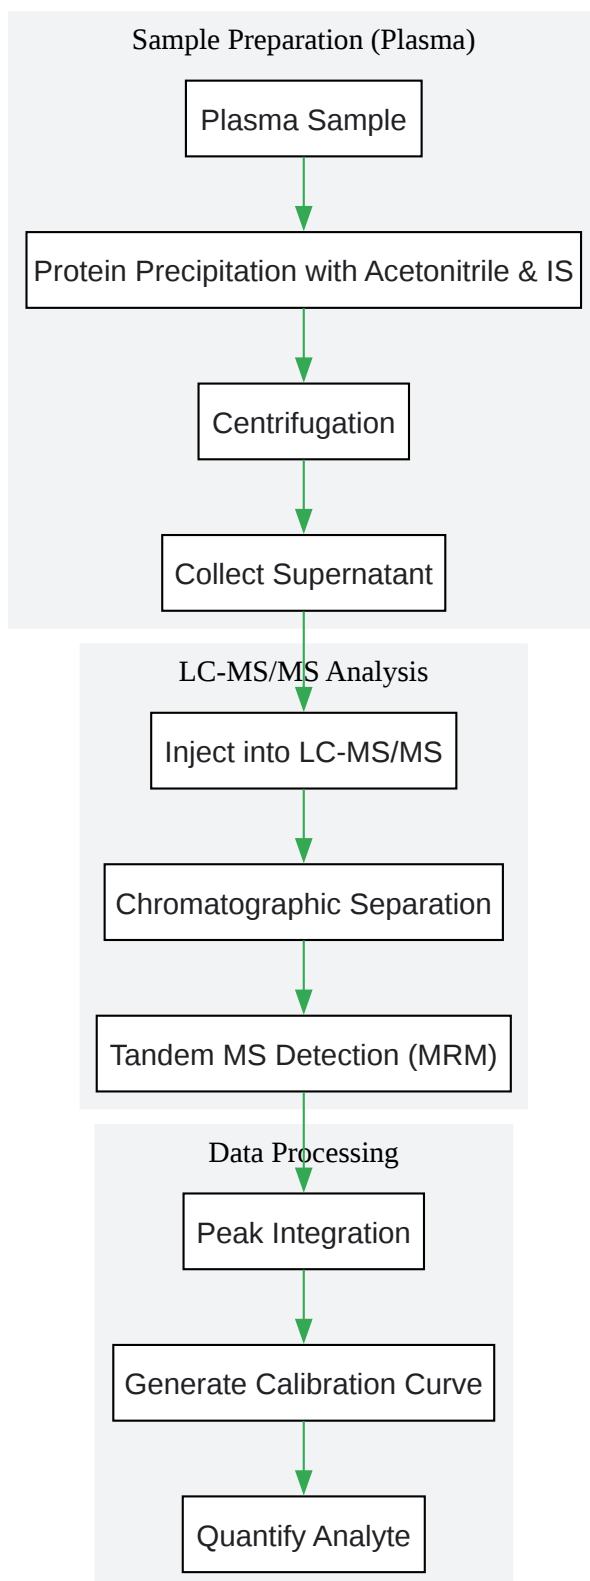 Sample Preparation (Plasma)
Plasma Sample
Protein Precipitation with Acetonitrile & IS
Centrifugation
Collect Supernatant
LC-MS/MS Analysis
Inject into LC-MS/MS
Chromatographic Separation
Tandem MS Detection (MRM)
Data Processing
Peak Integration
Generate Calibration Curve
Quantify Analyte